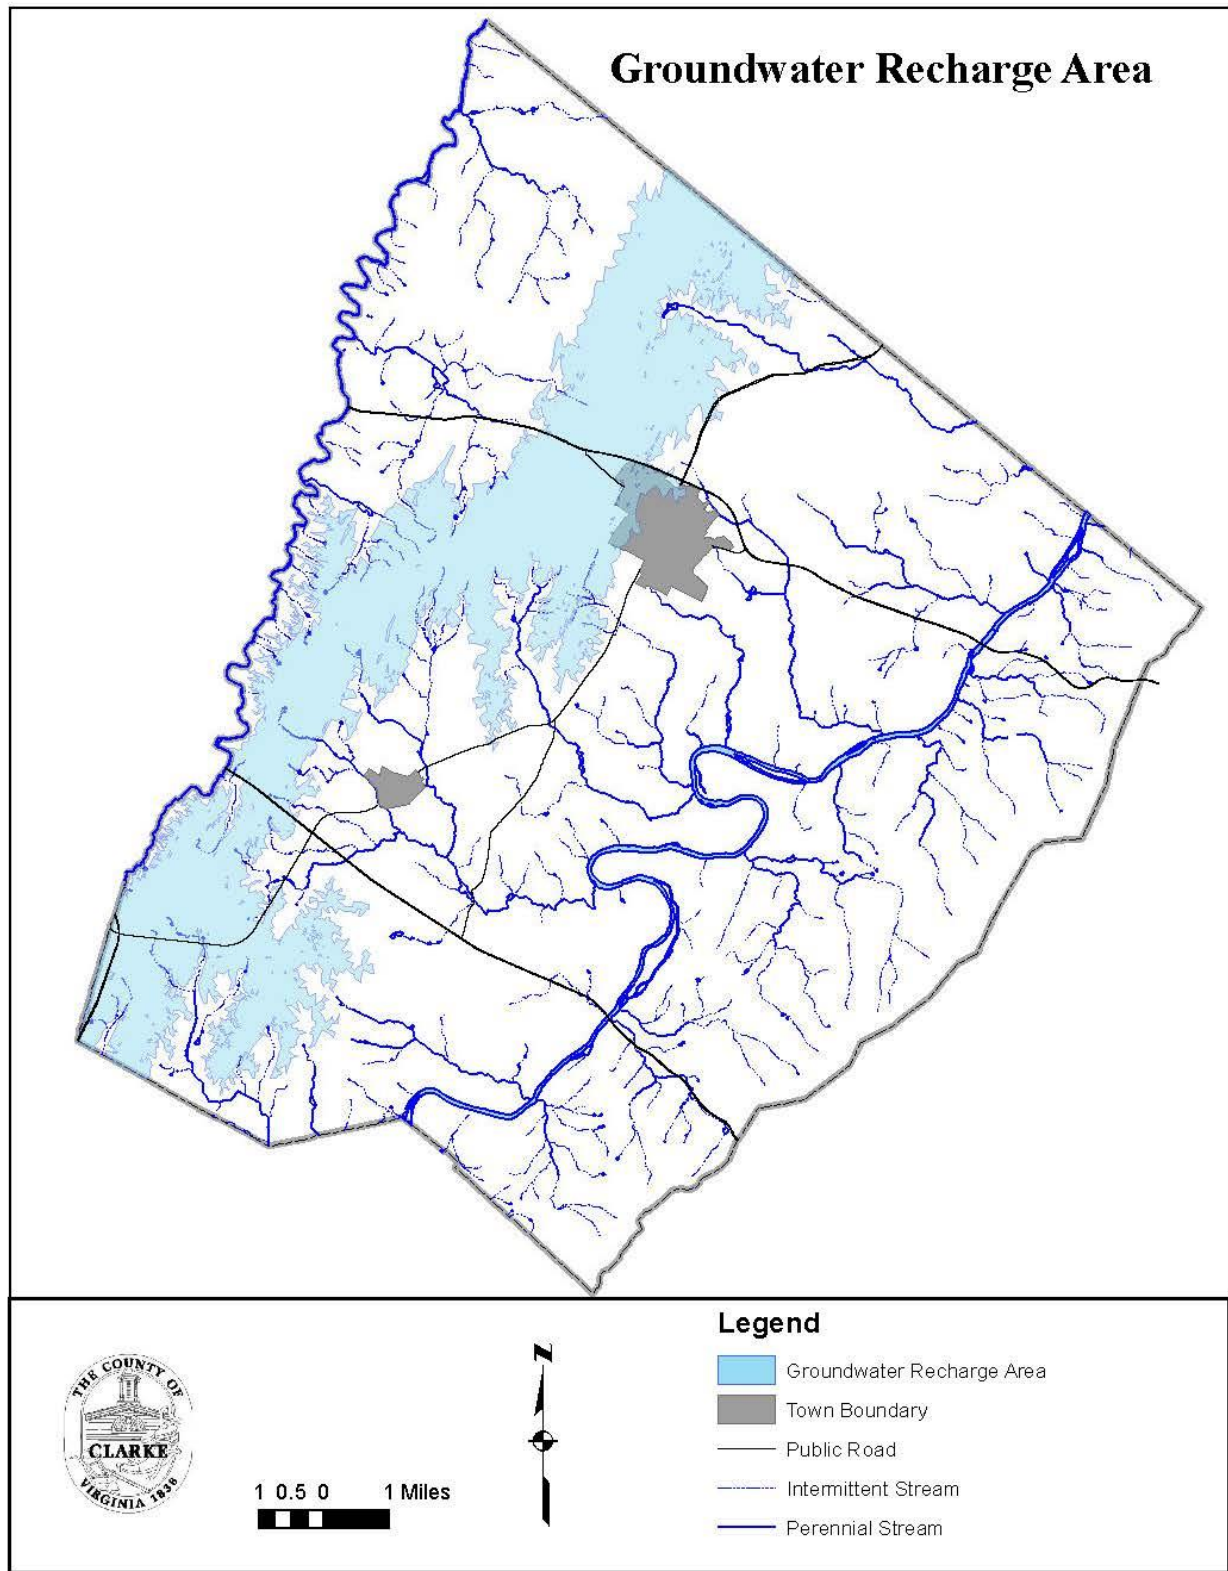 Groundwater Recharge Area
THE COUNTY OF
CLARKE
VIRGINIA 1836
N
1 0.5 0 1 Miles
Legend
Groundwater Recharge Area
Town Boundary
Public Road
Intermittent Stream
Perennial Stream